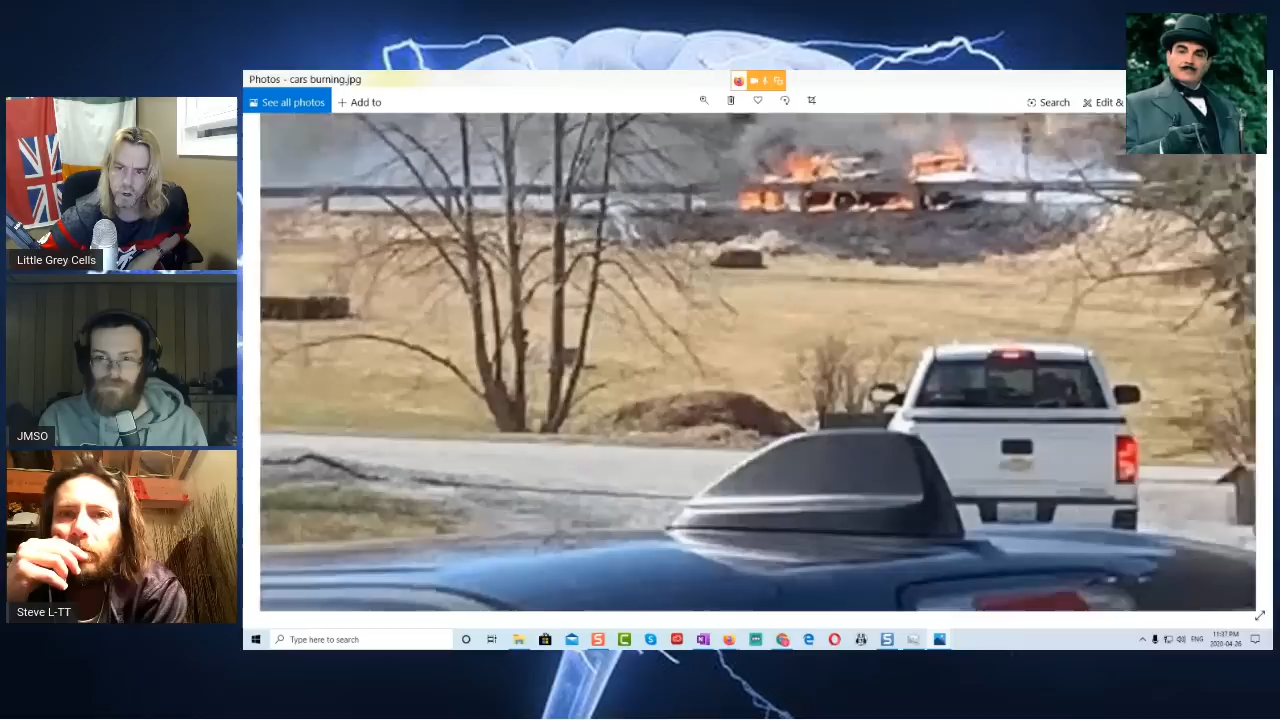 Photos - cars burning.jpg
See all photos
Add to
Search
Edit &
Little Grey Cells
JMSO
Steve L-TT
Type here to search
ENG
11:37 PM
2020-04-26